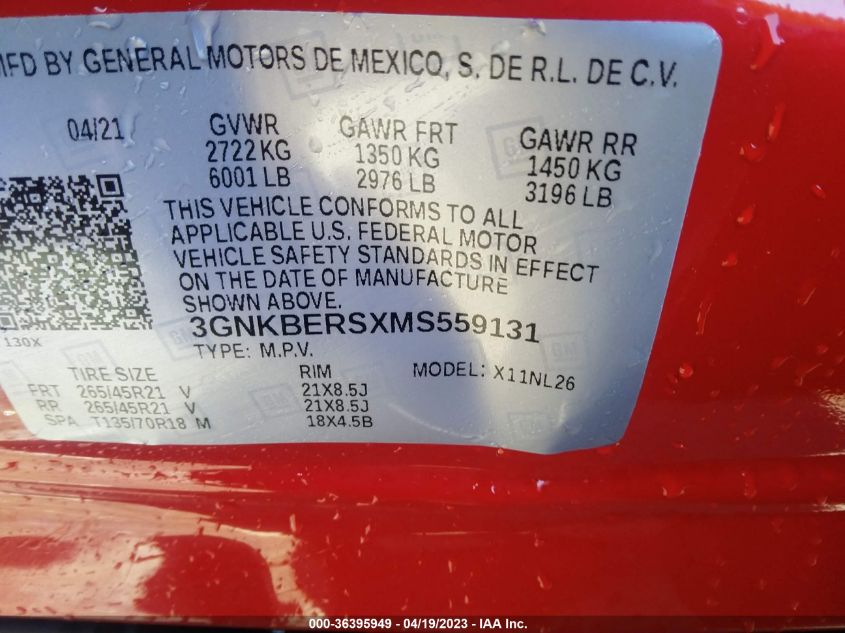 MFD BY GENERAL MOTORS DE MEXICO, S. DE R.L. DE C.V.
04/21 GVWR GAWR FRT GAWR RR
2722 KG 1350 KG 1450 KG
6001 LB 2976 LB 3196 LB
THIS VEHICLE CONFORMS TO ALL
APPLICABLE U.S. FEDERAL MOTOR
VEHICLE SAFETY STANDARDS IN EFFECT
ON THE DATE OF MANUFACTURE
SHOWN ABOVE.
3GNKBERSXMS559131
130X
TYPE: M.P.V.
TIRE SIZE RIM MODEL: X11NL26
FRT 265/45R21 V 21X8.5J
RR 265/45R21 V 21X8.5J
SPA T135/70R18 M 18X4.5B
000-36395949 / 04/19/2023 - IAA Inc.